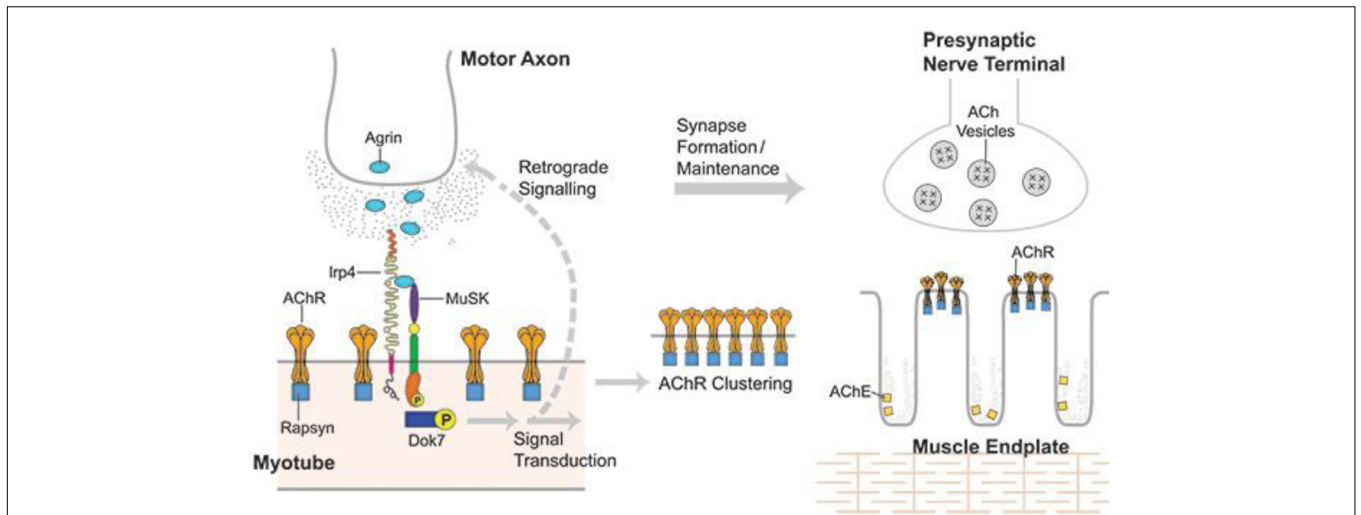 Motor Axon
Agrin
Retrograde
Signalling
Irp4
AChR
MuSK
Rapsyn
P
P
Dok7
Myotube
Signal
Transduction
Synapse
Formation/
Maintenance
AChR Clustering
Presynaptic
Nerve Terminal
ACh
Vesicles
AChR
AChE
Muscle Endplate